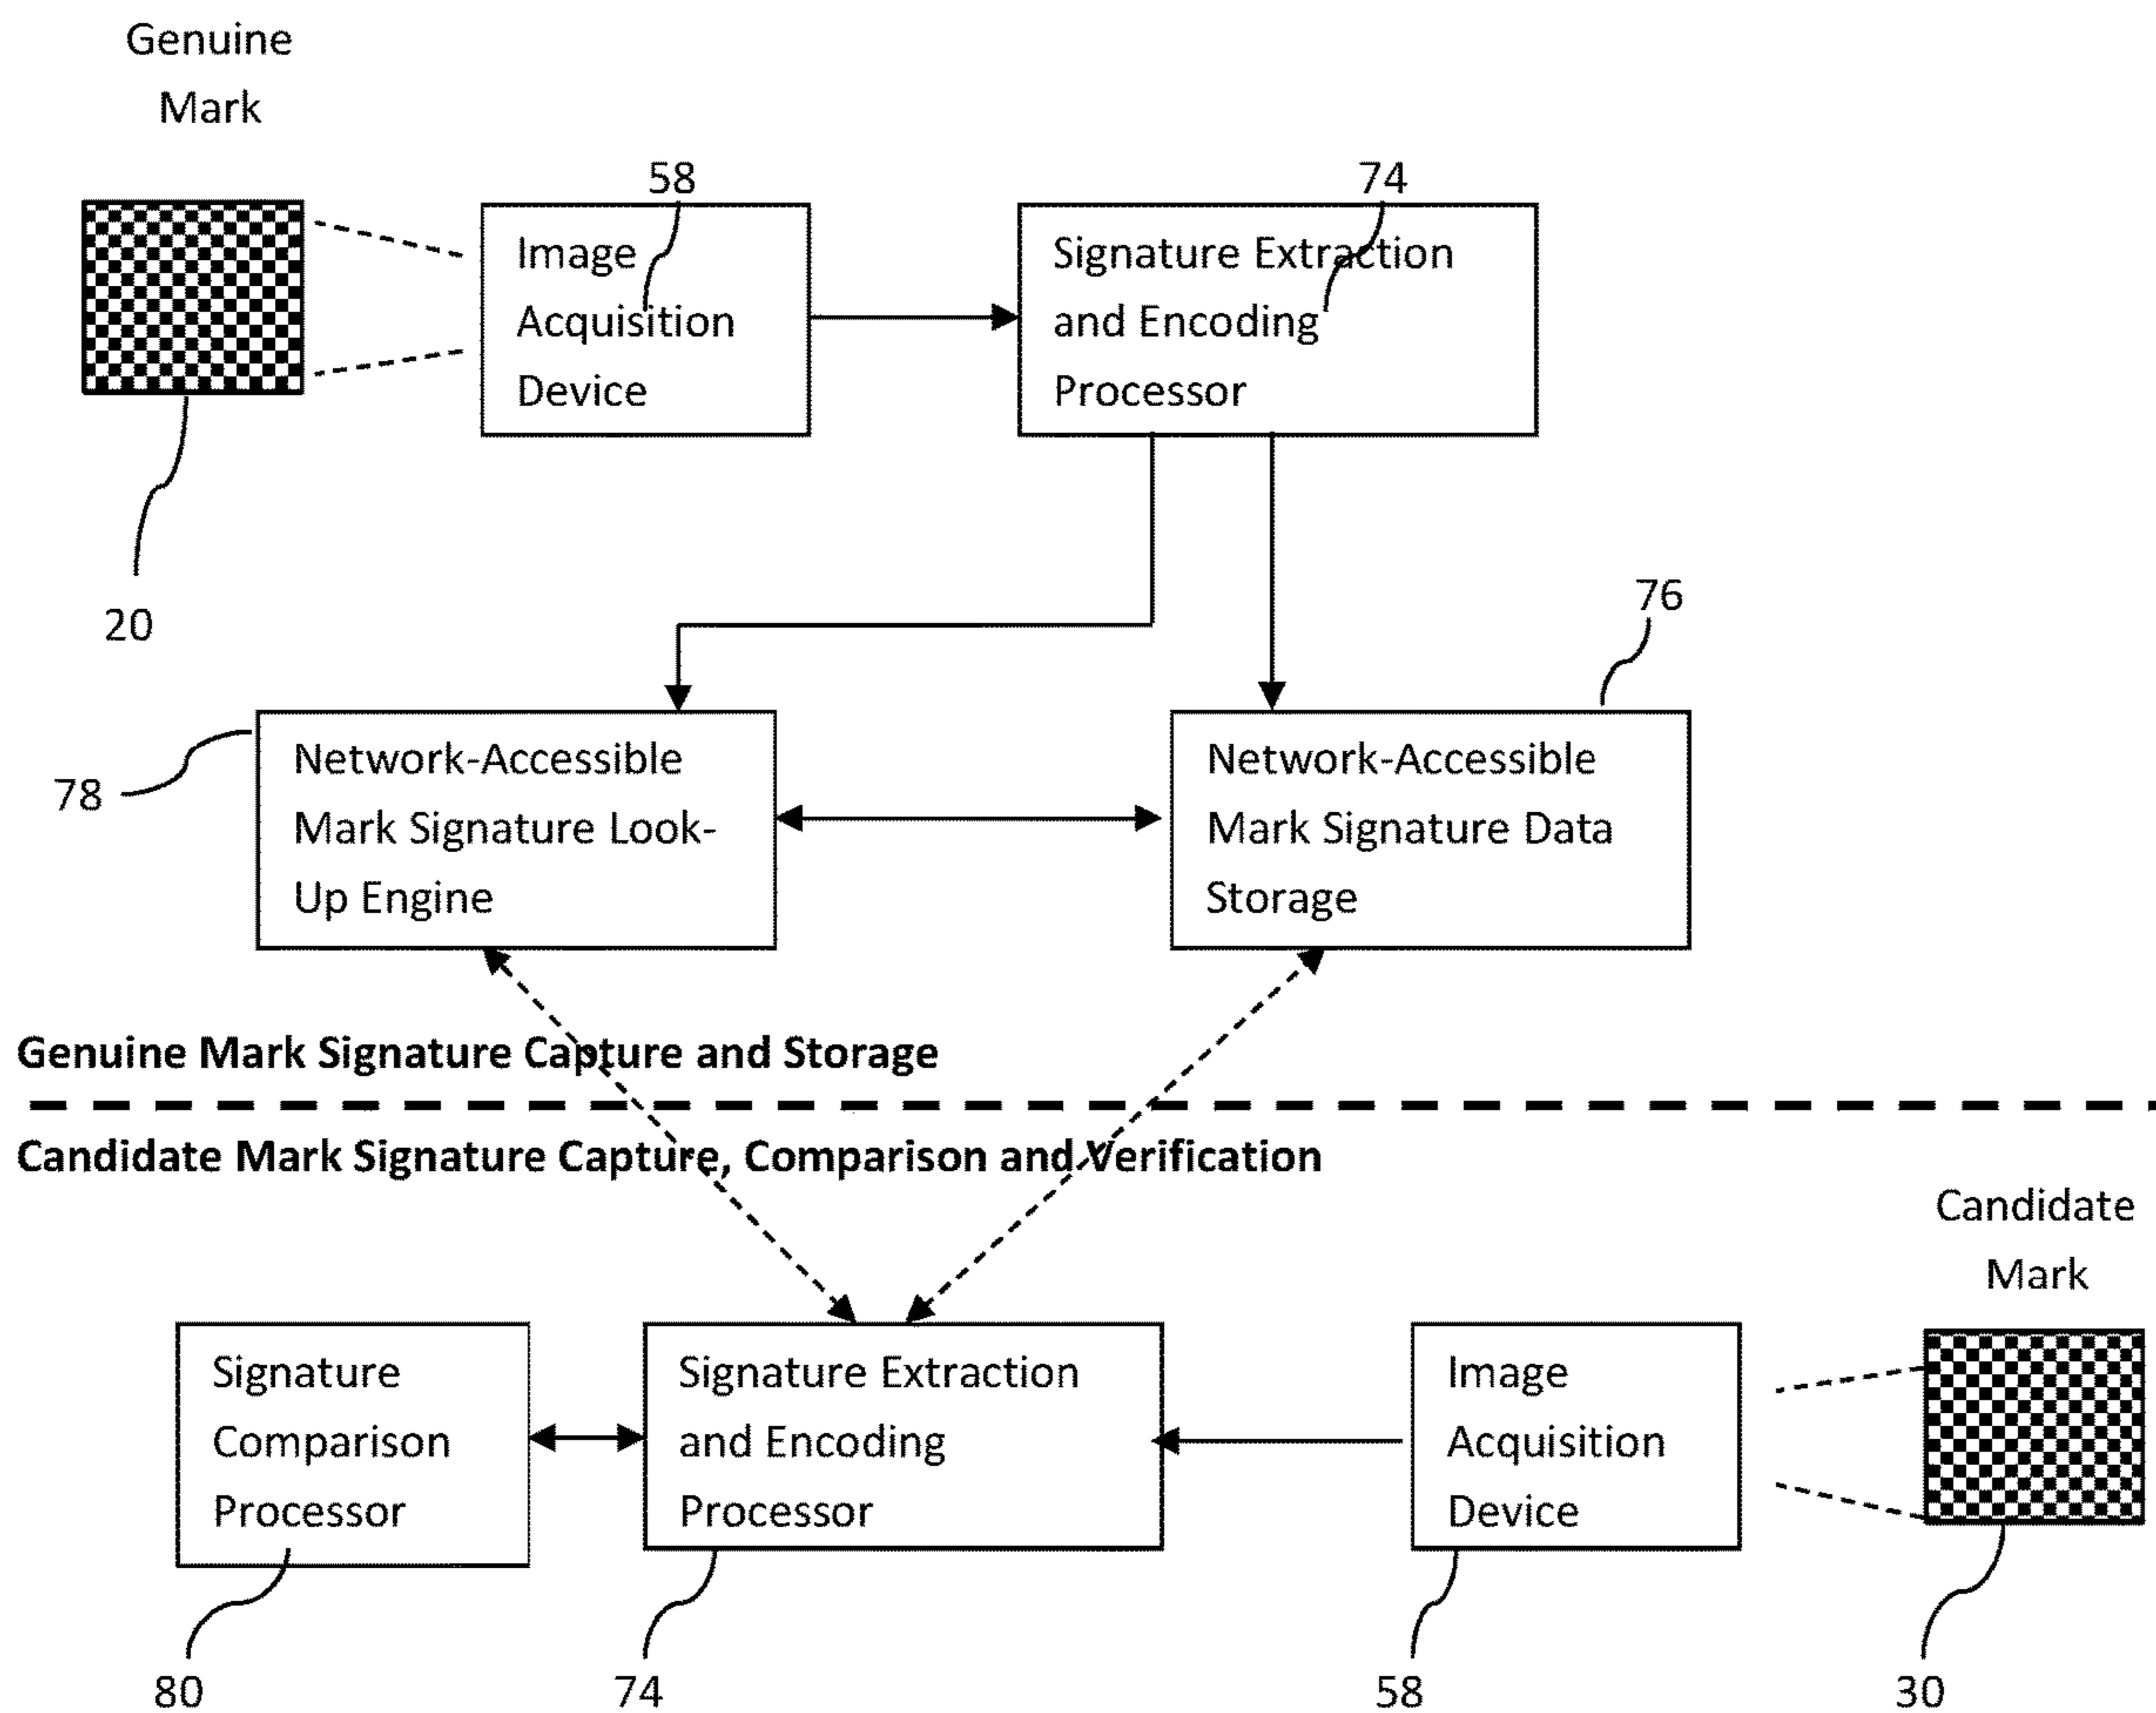 Genuine
Mark
58
74
Image
Acquisition
Device
Signature Extraction
and Encoding
Processor
20
76
78
Network-Accessible
Mark Signature Look-
Up Engine
Network-Accessible
Mark Signature Data
Storage
Genuine Mark Signature Capture and Storage
Candidate Mark Signature Capture, Comparison and Verification
Candidate
Mark
Signature
Comparison
Processor
Signature Extraction
and Encoding
Processor
Image
Acquisition
Device
80
74
58
30